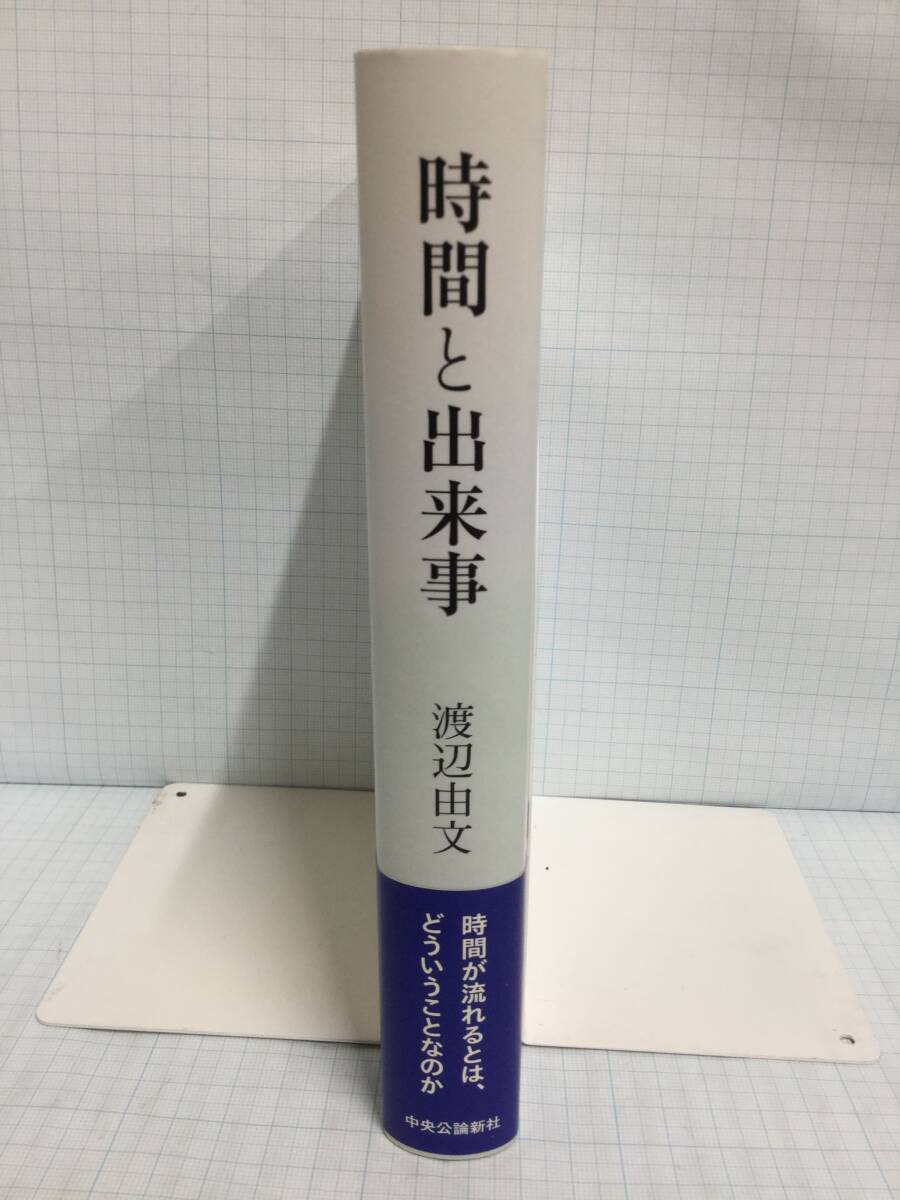 時間と出来事
渡辺由文
時間が流れるとは、
どういうことなのか
中央公論新社